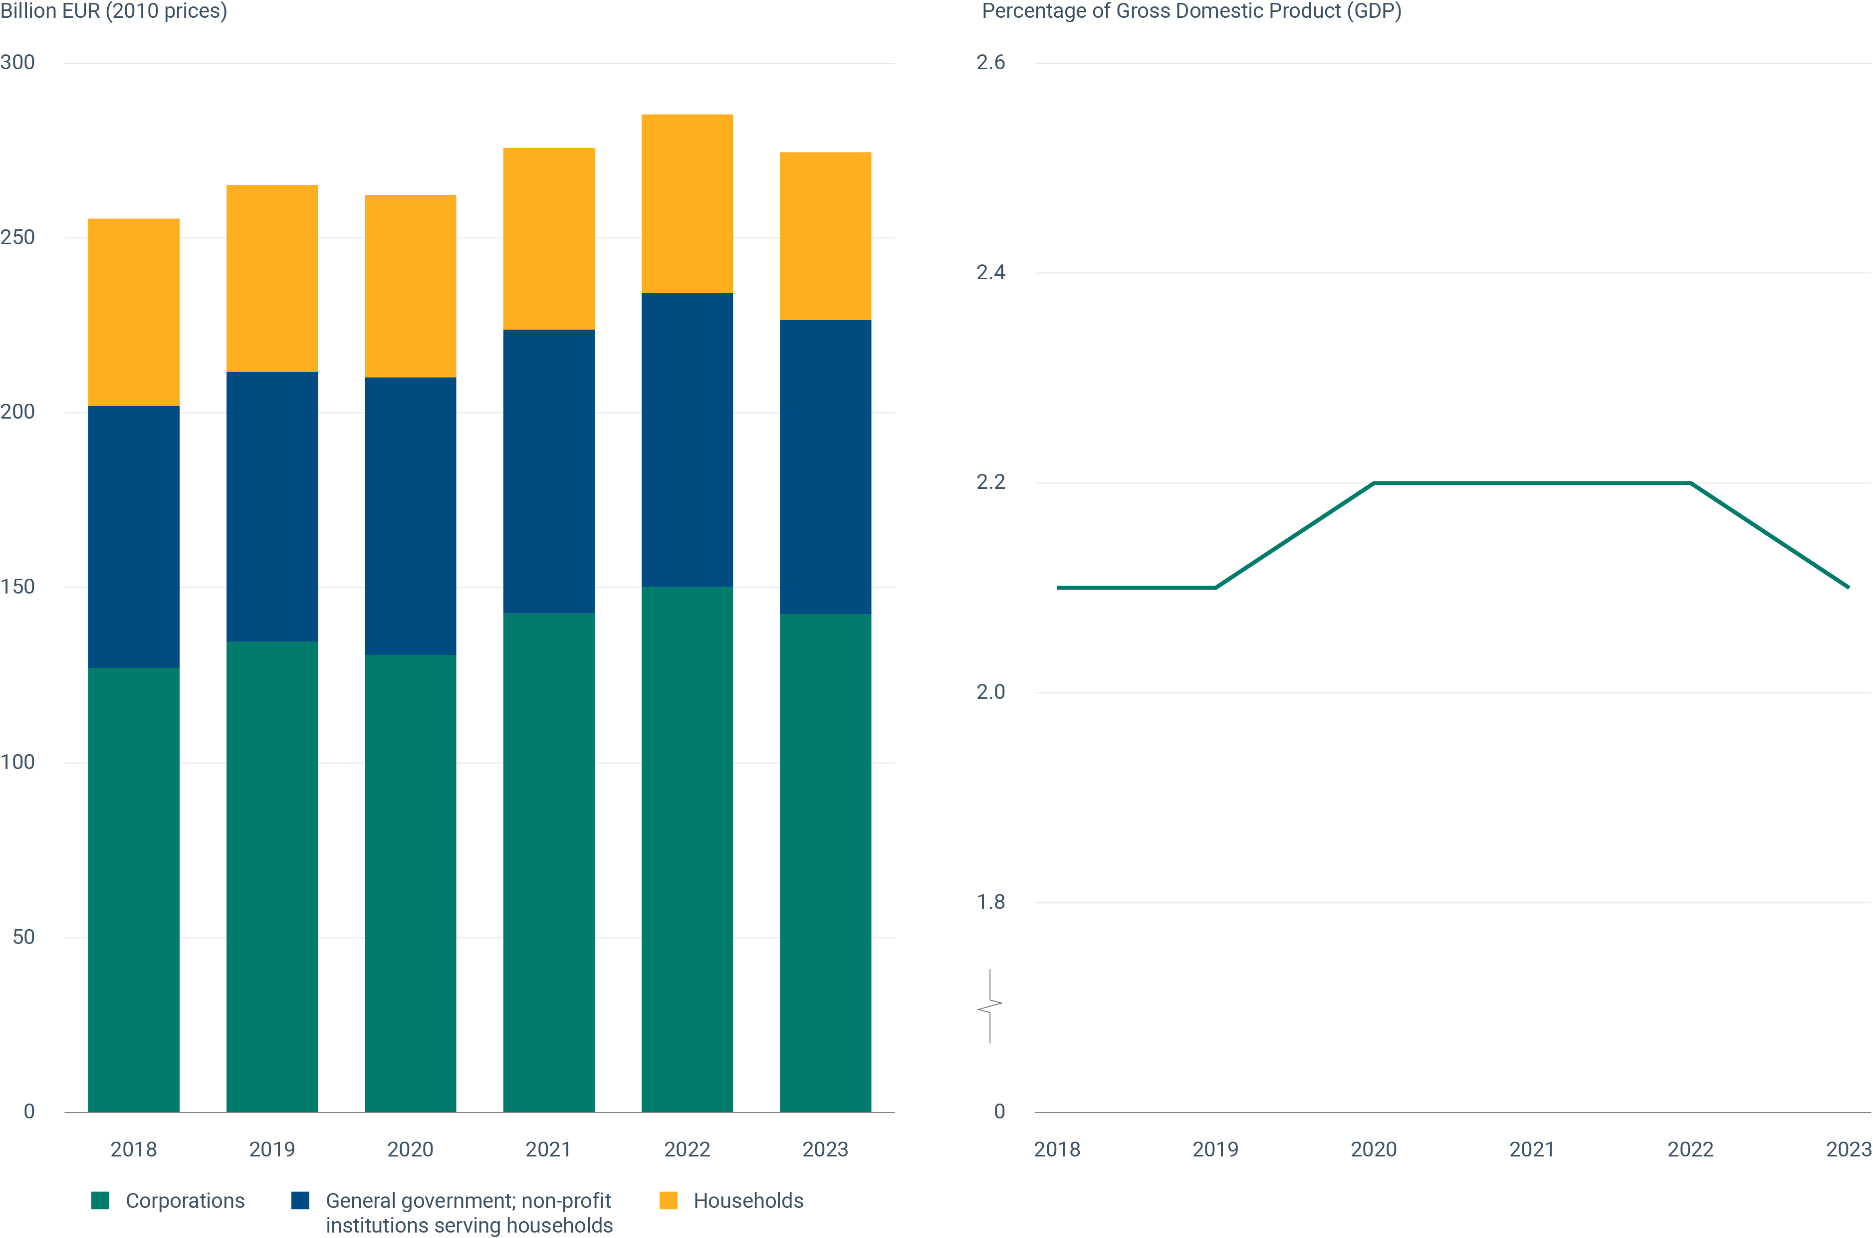 Billion EUR (2010 prices)
300
250
200
150
100
50
0
2018 2019 2020 2021 2022 2023
Corporations
General government; non-profit
institutions serving households
Households
Percentage of Gross Domestic Product (GDP)
2.6
2.4
2.2
2.0
1.8
0
2018 2019 2020 2021 2022 2023